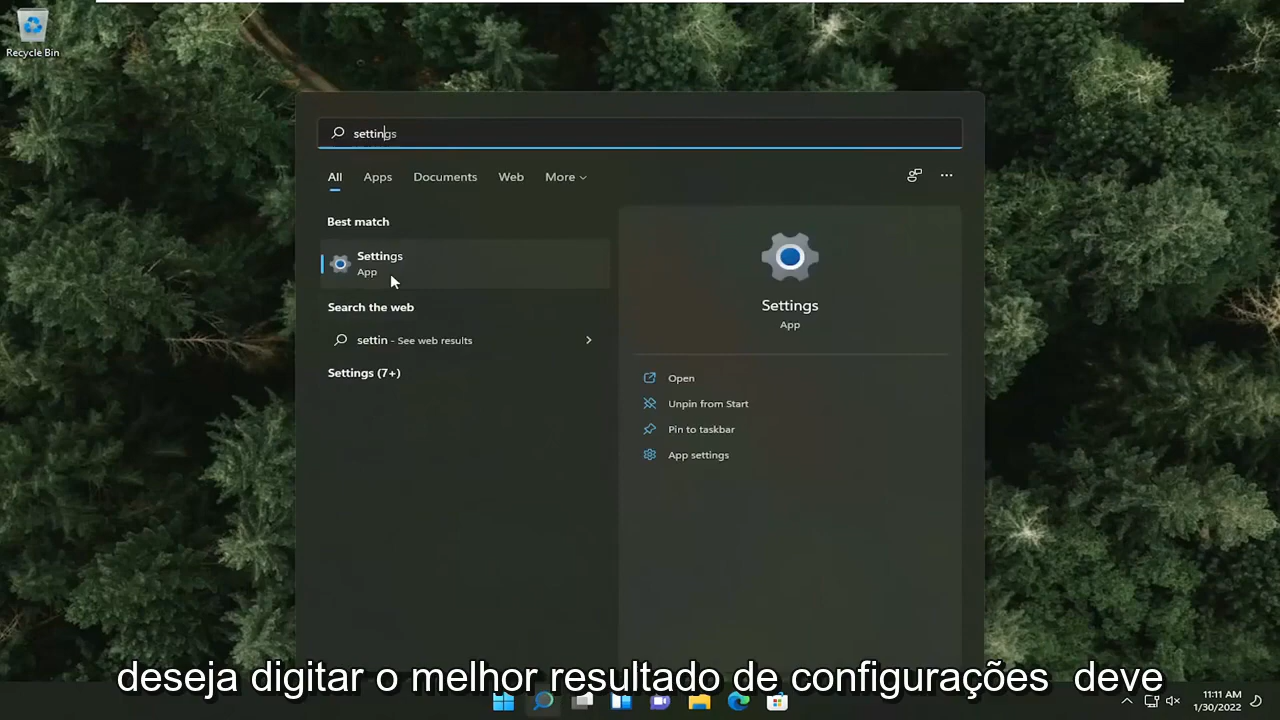 Recycle Bin
settings
All Apps Documents Web More
Best match
Settings
App
Search the web
settin - See web results
Settings (7+)
Settings
App
Open
Unpin from Start
Pin to taskbar
App settings
deseja digitar o melhor resultado de configurações deve
11:11 AM
1/30/2022